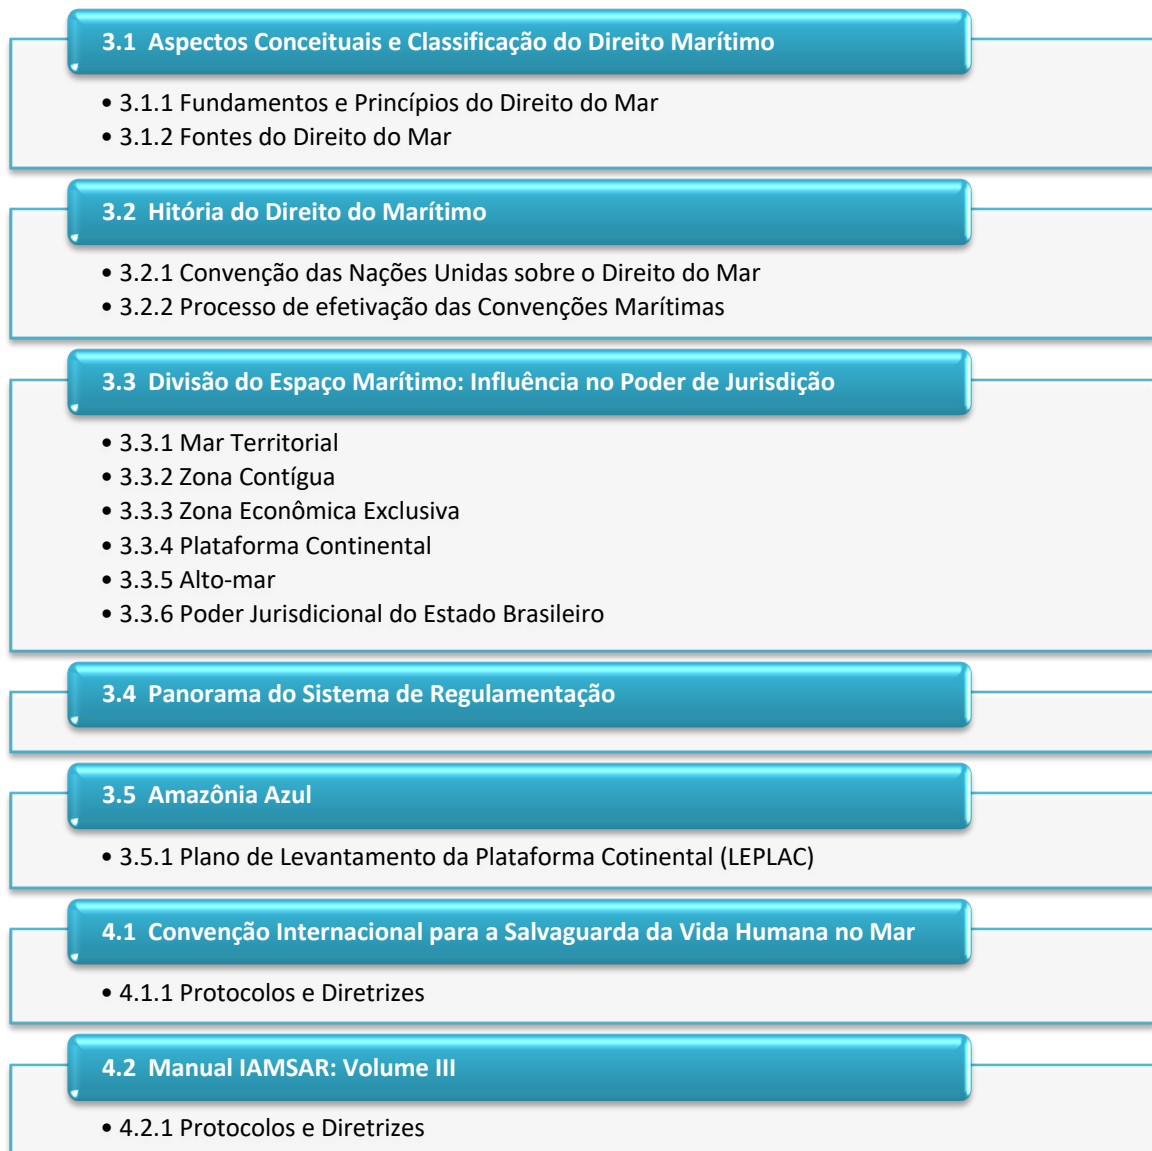 3.1 Aspectos Conceituais e Classificação do Direito Marítimo
• 3.1.1 Fundamentos e Princípios do Direito do Mar
• 3.1.2 Fontes do Direito do Mar
3.2 Hitória do Direito do Marítimo
• 3.2.1 Convenção das Nações Unidas sobre o Direito do Mar
• 3.2.2 Processo de efetivação das Convenções Marítimas
3.3 Divisão do Espaço Marítimo: Influência no Poder de Jurisdição
• 3.3.1 Mar Territorial
• 3.3.2 Zona Contígua
• 3.3.3 Zona Econômica Exclusiva
• 3.3.4 Plataforma Continental
• 3.3.5 Alto-mar
• 3.3.6 Poder Jurisdicional do Estado Brasileiro
3.4 Panorama do Sistema de Regulamentação
3.5 Amazônia Azul
• 3.5.1 Plano de Levantamento da Plataforma Cotinental (LEPLAC)
4.1 Convenção Internacional para a Salvaguarda da Vida Humana no Mar
• 4.1.1 Protocolos e Diretrizes
4.2 Manual IAMSAR: Volume III
• 4.2.1 Protocolos e Diretrizes